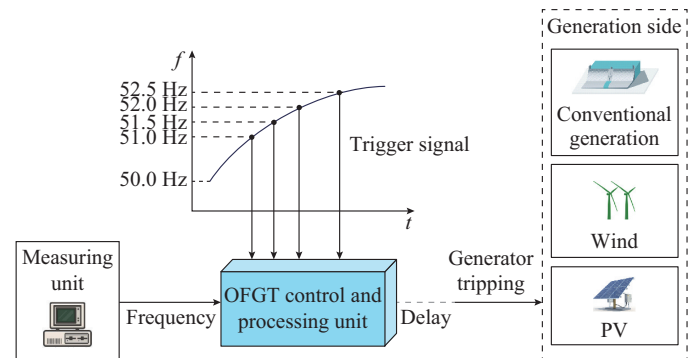 f
52.5 Hz
52.0 Hz
51.5 Hz
51.0 Hz
50.0 Hz
t
Trigger signal
Measuring
unit
Frequency
OFGT control and
processing unit
Delay
Generator
tripping
Generation side
Conventional
generation
Wind
PV